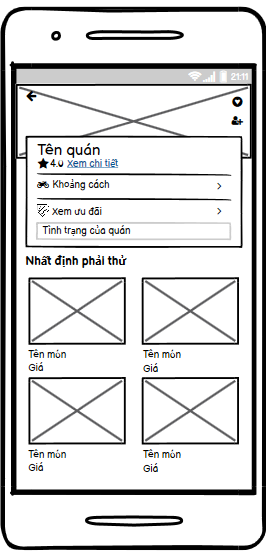 21:11
Tên quán
4.0 Xem chi tiết
Khoảng cách
Xem ưu đãi
Tình trạng của quán
Nhất định phải thử
Tên món Tên món
Giá Giá
Tên món Tên món
Giá Giá